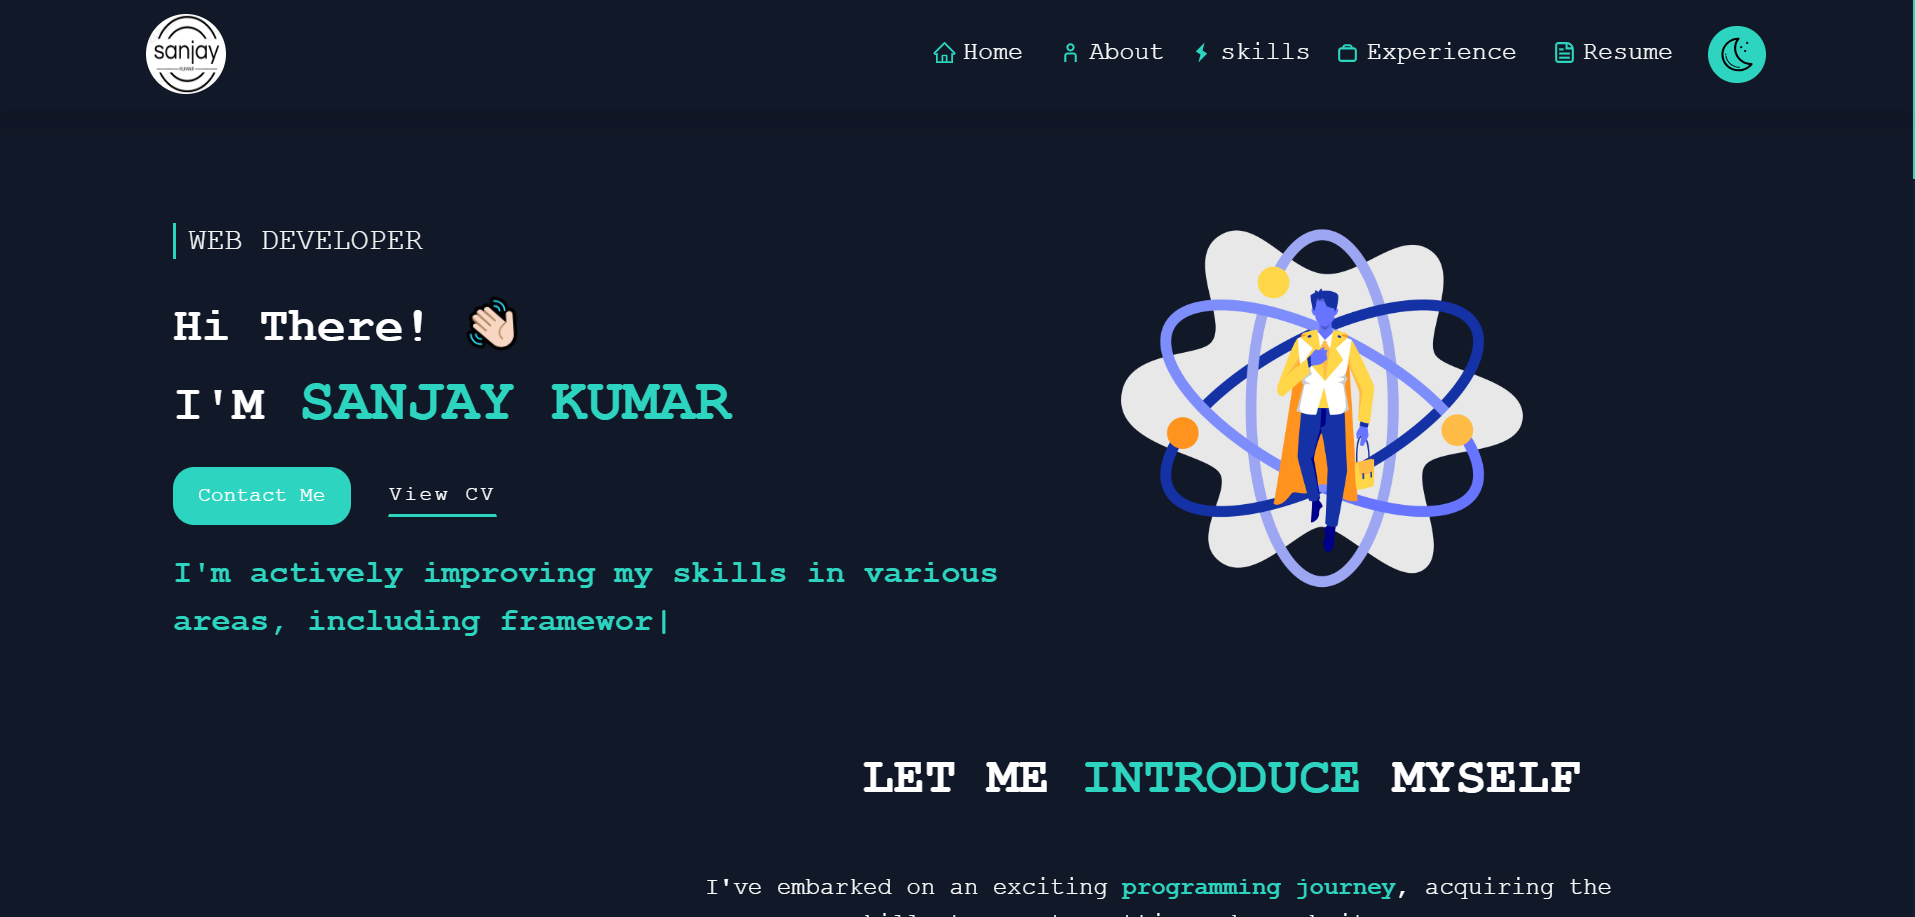 sanjay
Home About skills Experience Resume
WEB DEVELOPER
Hi There!
I'M SANJAY KUMAR
Contact Me View CV
I'm actively improving my skills in various
areas, including framewor|
LET ME INTRODUCE MYSELF
I've embarked on an exciting programming journey, acquiring the